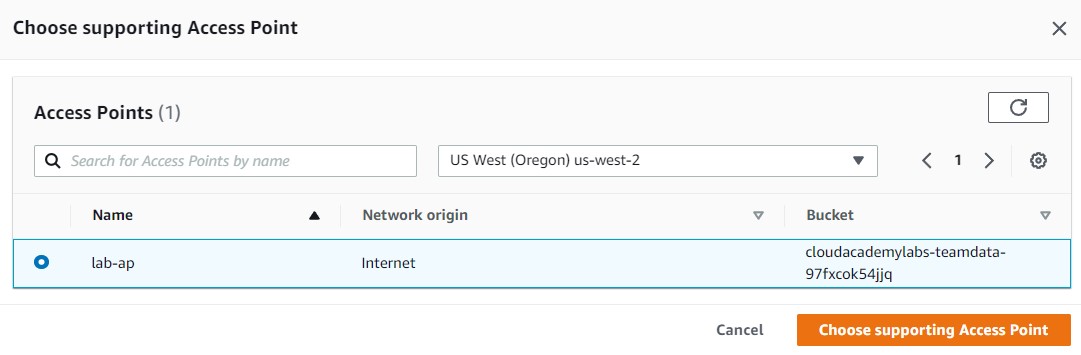 Choose supporting Access Point
Access Points (1)
Search for Access Points by name
US West (Oregon) us-west-2
1
Name
Network origin
Bucket
lab-ap
Internet
cloudacademylabs-teamdata-
97fxcok54jjq
Cancel
Choose supporting Access Point